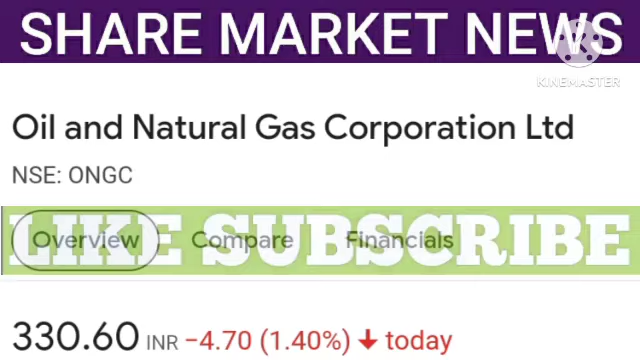 SHARE MARKET NEWS
KINEMASTER
Oil and Natural Gas Corporation Ltd
NSE: ONGC
LIKE SUBSCRIBE
Overview Compare Financials
330.60 INR −4.70 (1.40%) ↓ today